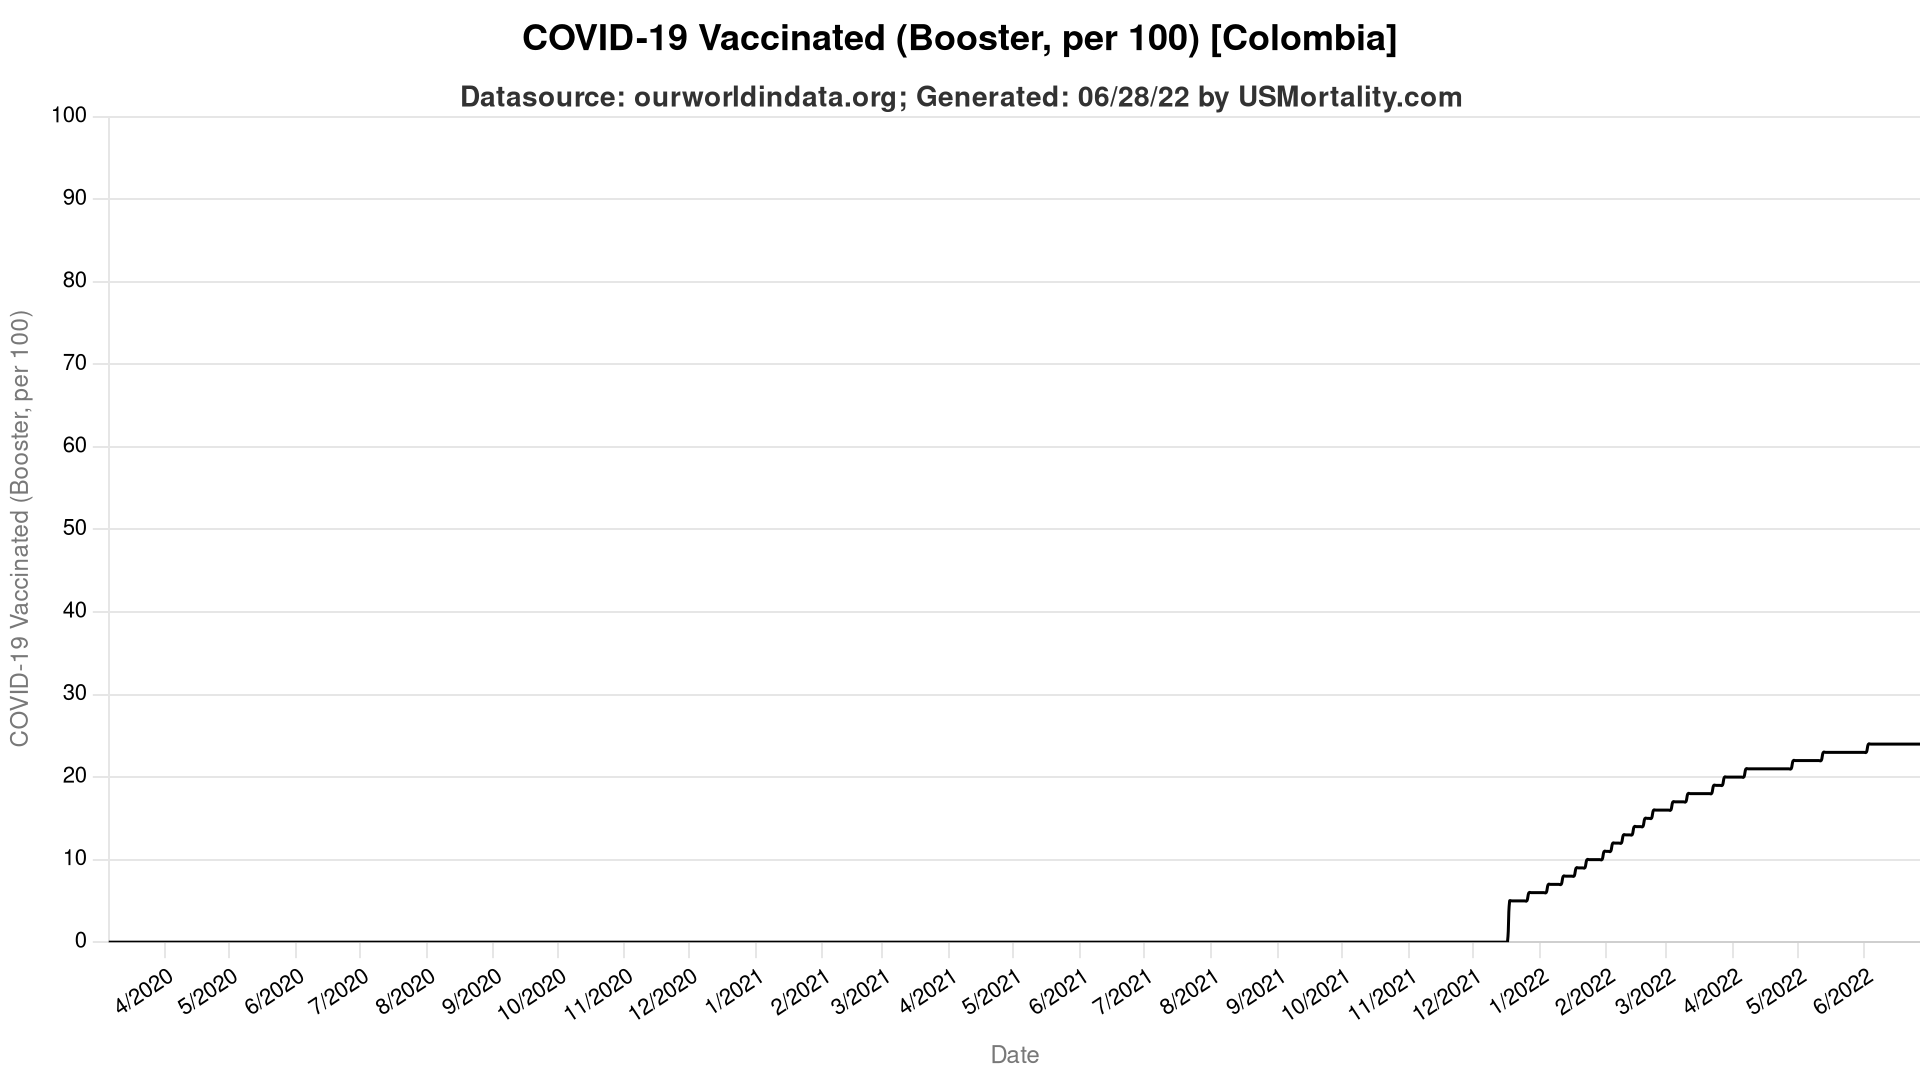 COVID-19 Vaccinated (Booster, per 100) [Colombia]
Datasource: ourworldindata.org; Generated: 06/28/22 by USMortality.com
COVID-19 Vaccinated (Booster, per 100)
100
90
80
70
60
50
40
30
20
10
0
4/2020 5/2020 6/2020 7/2020 8/2020 9/2020 10/2020 11/2020 12/2020 1/2021 2/2021 3/2021 4/2021 5/2021 6/2021 7/2021 8/2021 9/2021 10/2021 11/2021 12/2021 1/2022 2/2022 3/2022 4/2022 5/2022 6/2022
Date